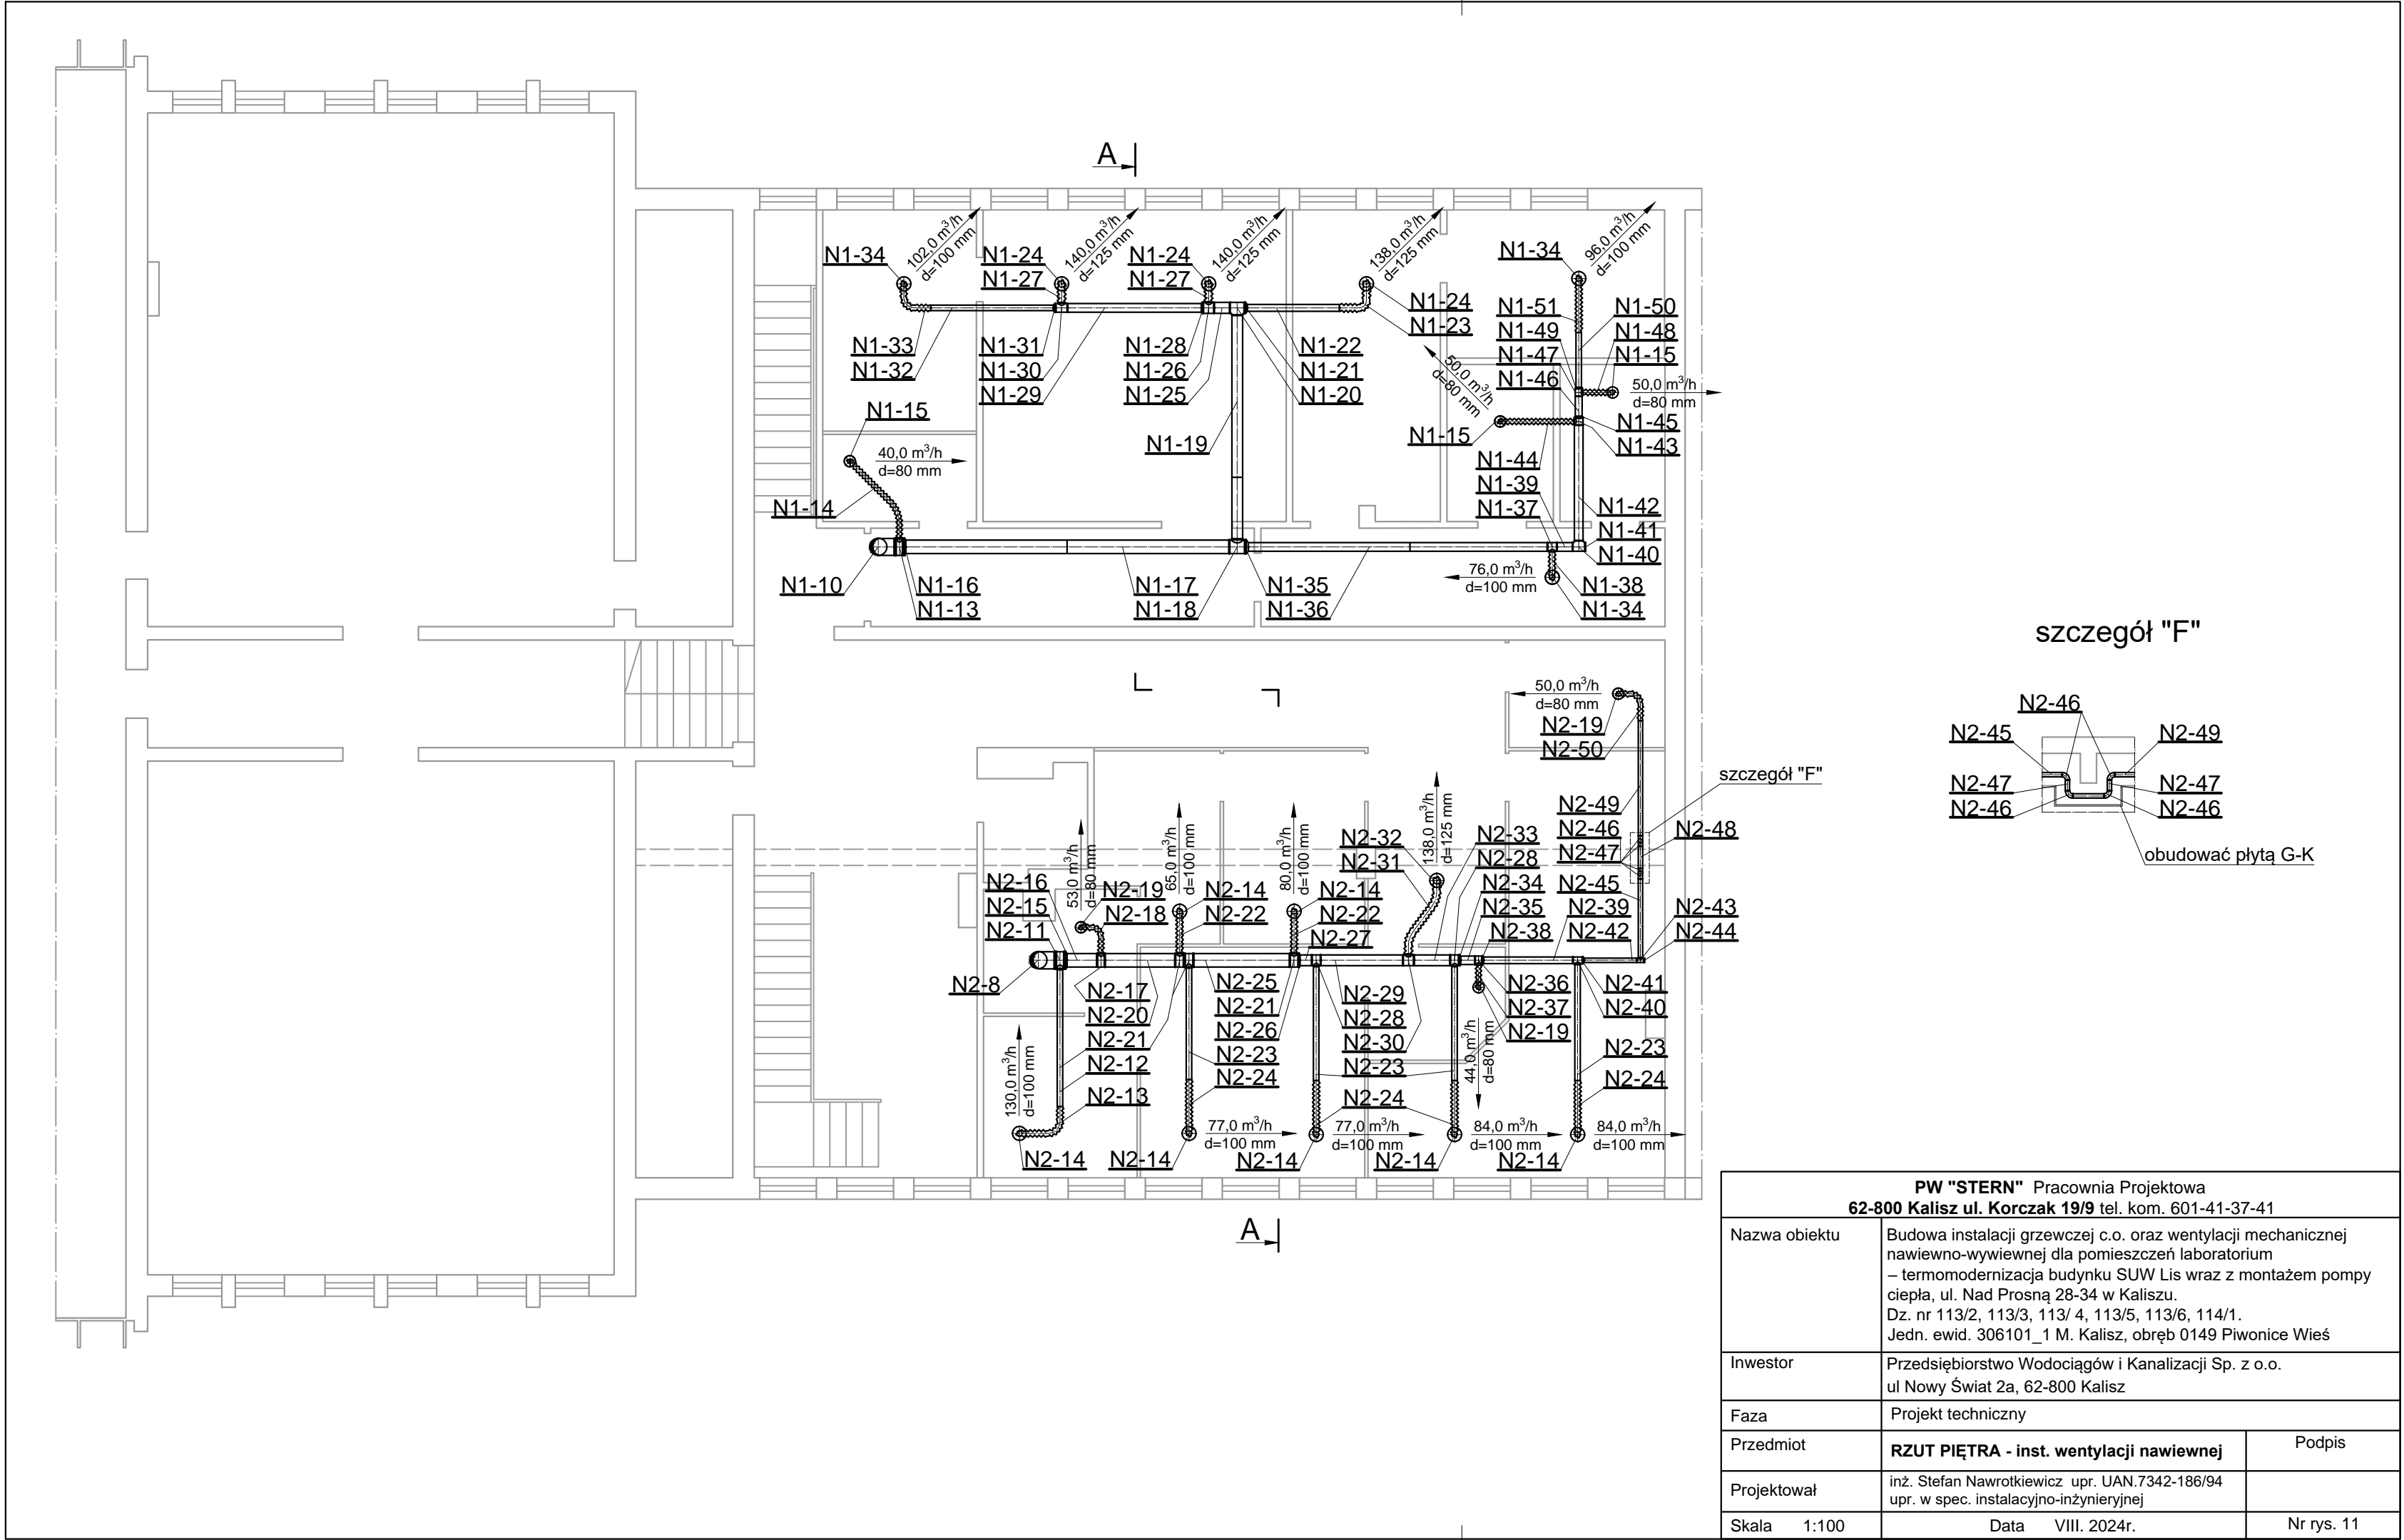 A
102,0 m³/h
d=100 mm
140,0 m³/h
d=125 mm
140,0 m³/h
d=125 mm
138,0 m³/h
d=125 mm
96,0 m³/h
d=100 mm
N1-34
N1-24
N1-27
N1-24
N1-27
N1-24
N1-23
N1-34
N1-51
N1-49
N1-47
N1-46
N1-50
N1-48
N1-15
N1-33
N1-32
N1-31
N1-30
N1-29
N1-28
N1-26
N1-25
N1-22
N1-21
N1-20
50,0 m³/h
d=80 mm
50,0 m³/h
d=80 mm
N1-15
N1-15
N1-45
N1-43
40,0 m³/h
d=80 mm
N1-19
N1-44
N1-39
N1-37
N1-14
N1-42
N1-41
N1-40
N1-10
N1-16
N1-13
N1-17
N1-18
N1-35
N1-36
76,0 m³/h
d=100 mm
N1-38
N1-34
szczegół "F"
N2-46
N2-45
N2-49
N2-47
N2-47
N2-46
N2-46
obudować płytą G-K
50,0 m³/h
d=80 mm
N2-19
N2-50
szczegół "F"
N2-49
N2-46
N2-47
N2-48
N2-45
53,0 m³/h
d=80 mm
65,0 m³/h
d=100 mm
80,0 m³/h
d=100 mm
138,0 m³/h
d=125 mm
N2-32
N2-31
N2-33
N2-28
N2-34
N2-35
N2-38
N2-39
N2-42
N2-43
N2-44
N2-16
N2-15
N2-11
N2-19
N2-18
N2-14
N2-22
N2-14
N2-22
N2-27
N2-8
N2-17
N2-20
N2-21
N2-12
N2-13
N2-25
N2-21
N2-26
N2-23
N2-24
N2-29
N2-28
N2-30
N2-23
N2-24
N2-36
N2-37
N2-19
N2-41
N2-40
N2-23
N2-24
130,0 m³/h
d=100 mm
44,0 m³/h
d=80 mm
77,0 m³/h
d=100 mm
77,0 m³/h
d=100 mm
84,0 m³/h
d=100 mm
84,0 m³/h
d=100 mm
N2-14
N2-14
N2-14
N2-14
N2-14
A
PW "STERN" Pracownia Projektowa
62-800 Kalisz ul. Korczak 19/9 tel. kom. 601-41-37-41
Nazwa obiektu
Budowa instalacji grzewczej c.o. oraz wentylacji mechanicznej
nawiewno-wywiewnej dla pomieszczeń laboratorium
– termomodernizacja budynku SUW Lis wraz z montażem pompy
ciepła, ul. Nad Prosną 28-34 w Kaliszu.
Dz. nr 113/2, 113/3, 113/ 4, 113/5, 113/6, 114/1.
Jedn. ewid. 306101_1 M. Kalisz, obręb 0149 Piwonice Wieś
Inwestor
Przedsiębiorstwo Wodociągów i Kanalizacji Sp. z o.o.
ul Nowy Świat 2a, 62-800 Kalisz
Faza
Projekt techniczny
Przedmiot
RZUT PIĘTRA - inst. wentylacji nawiewnej
Podpis
Projektował
inż. Stefan Nawrotkiewicz upr. UAN.7342-186/94
upr. w spec. instalacyjno-inżynieryjnej
Skala 1:100
Data VIII. 2024r.
Nr rys. 11